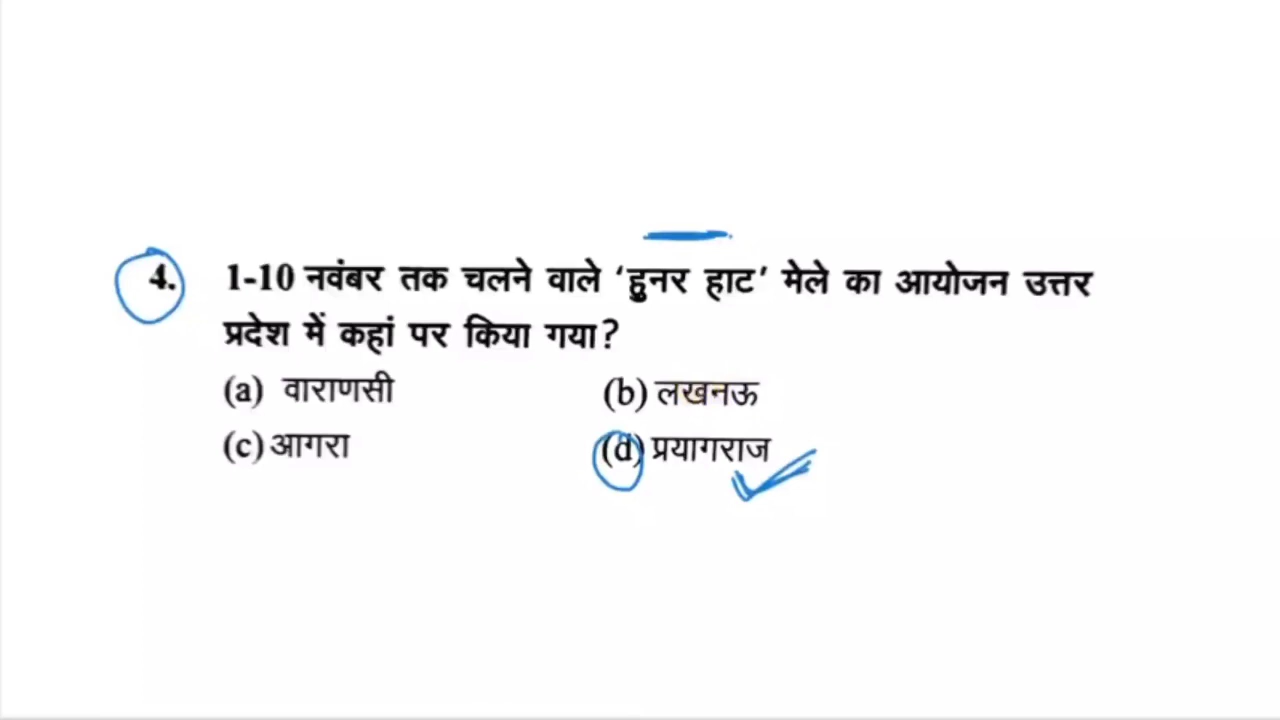 4. 1-10 नवंबर तक चलने वाले ‘हुनर हाट’ मेले का आयोजन उत्तर
प्रदेश में कहां पर किया गया?
(a) वाराणसी (b) लखनऊ
(c) आगरा (d) प्रयागराज